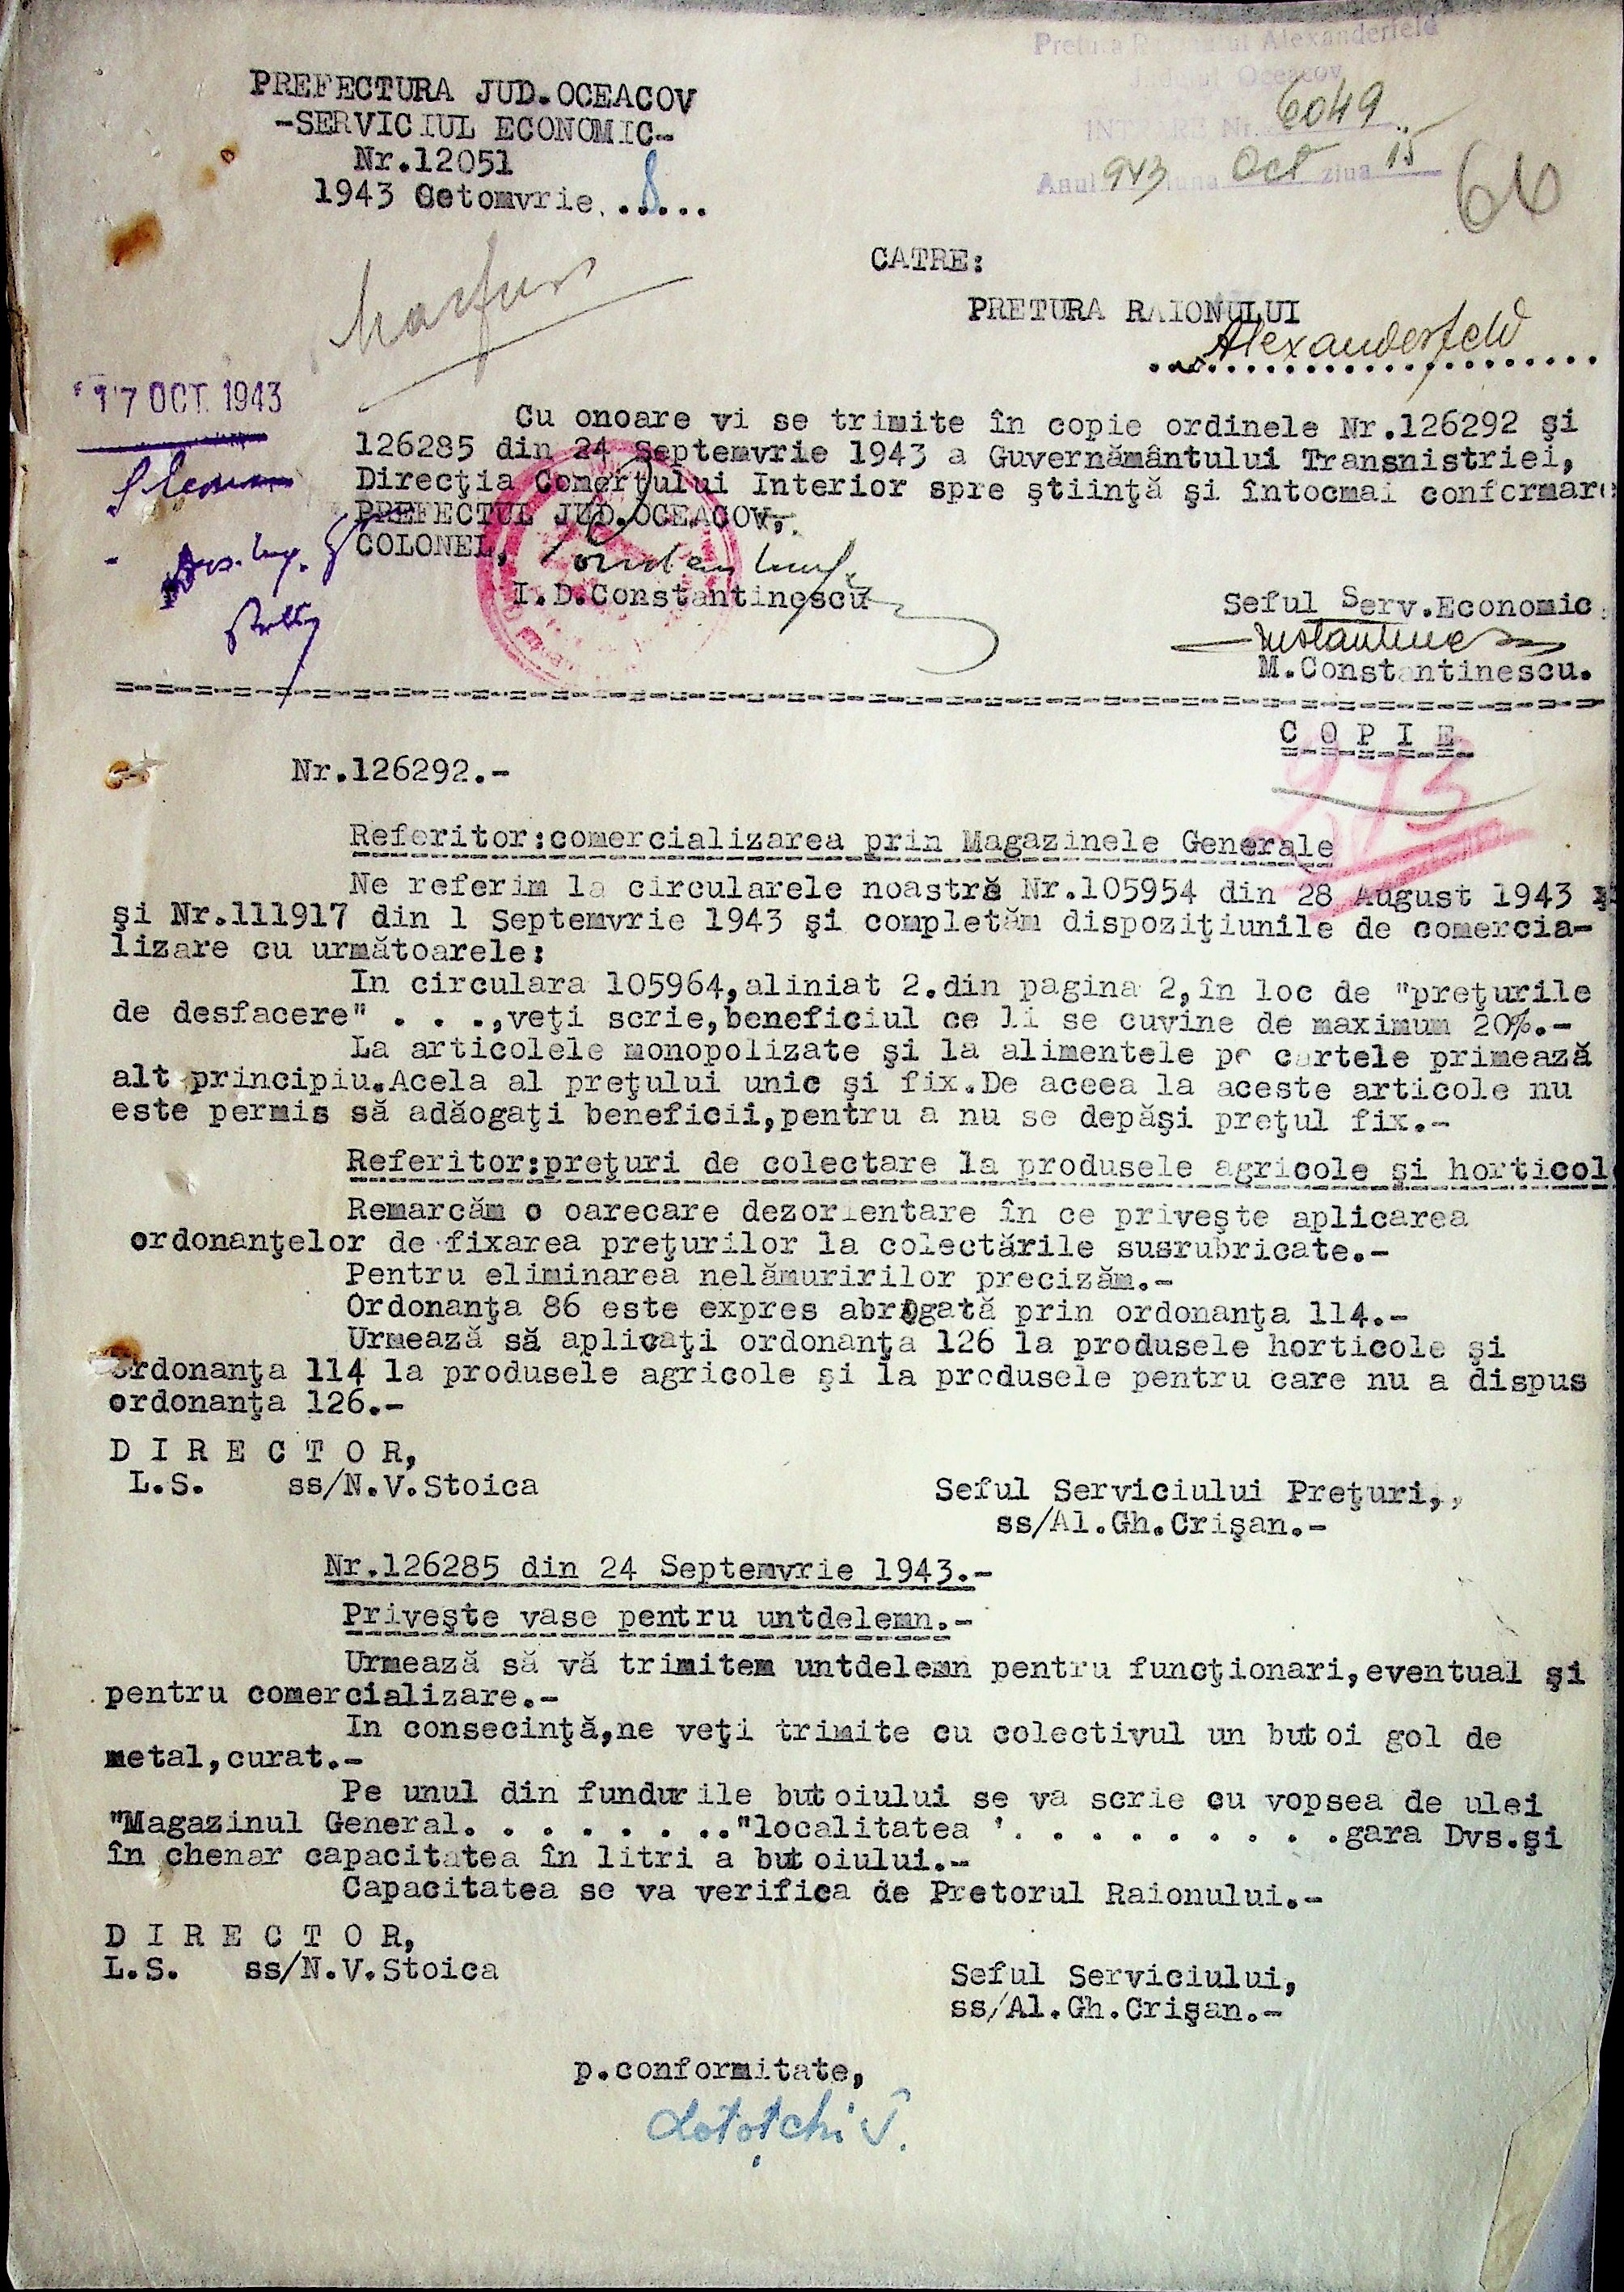 Pretura Raionului Alexanderfeld
Judeţul Oceacov
INTRARE Nr. 6049
Anul 943 luna Oct ziua 15
66
PREFECTURA JUD.OCEACOV
-SERVICIUL ECONOMIC-
Nr.12051
1943 Octomvrie 8.....
CATRE:
PRETURA RAIONULUI
Alexanderfeld
17 OCT. 1943
Cu onoare vi se trimite în copie ordinele Nr.126292 şi
126285 din 24 Septemvrie 1943 a Guvernământului Transnistriei,
Direcţia Comerţului Interior spre ştiinţă şi întocmai conformare
PREFECTUL JUD.OCEACOV,
COLONEL,
I.D.Constantinescu
Seful Serv.Economic.
M.Constantinescu.
C O P I E
Nr.126292.-
Referitor:comercializarea prin Magazinele Generale
Ne referim la circularele noastră Nr.105954 din 28 August 1943 şi
şi Nr.111917 din 1 Septemvrie 1943 şi completăm dispoziţiunile de comercia-
lizare cu următoarele:
In circulara 105964,aliniat 2.din pagina 2,în loc de "preţurile
de desfacere" . . .,veţi scrie,beneficiul ce li se cuvine de maximum 20%.-
La articolele monopolizate şi la alimentele pe cartele primează
alt principiu.Acela al preţului unic şi fix.De aceea la aceste articole nu
este permis să adăogaţi beneficii,pentru a nu se depăşi preţul fix.-
Referitor:preţuri de colectare la produsele agricole şi horticol
Remarcăm o oarecare dezorientare în ce priveşte aplicarea
ordonanţelor de fixarea preţurilor la colectările susrubricate.-
Pentru eliminarea nelămuririlor precizăm.-
Ordonanţa 86 este expres abrogată prin ordonanţa 114.-
Urmează să aplicaţi ordonanţa 126 la produsele horticole şi
ordonanţa 114 la produsele agricole şi la produsele pentru care nu a dispus
ordonanţa 126.-
D I R E C T O R,
L.S. ss/N.V.Stoica
Seful Serviciului Preţuri,,
ss/Al.Gh.Crişan.-
Nr.126285 din 24 Septemvrie 1943.-
Priveşte vase pentru untdelemn.-
Urmează să vă trimitem untdelemn pentru funcţionari,eventual şi
pentru comercializare.-
In consecinţă,ne veţi trimite cu colectivul un butoi gol de
metal,curat.-
Pe unul din fundurile butoiului se va scrie cu vopsea de ulei
"Magazinul General. . . . . . . .."localitatea '. . . . . . . . . .gara Dvs.şi
în chenar capacitatea în litri a butoiului.-
Capacitatea se va verifica de Pretorul Raionului.-
D I R E C T O R,
L.S. ss/N.V.Stoica
Seful Serviciului,
ss/Al.Gh.Crişan.-
p.conformitate,